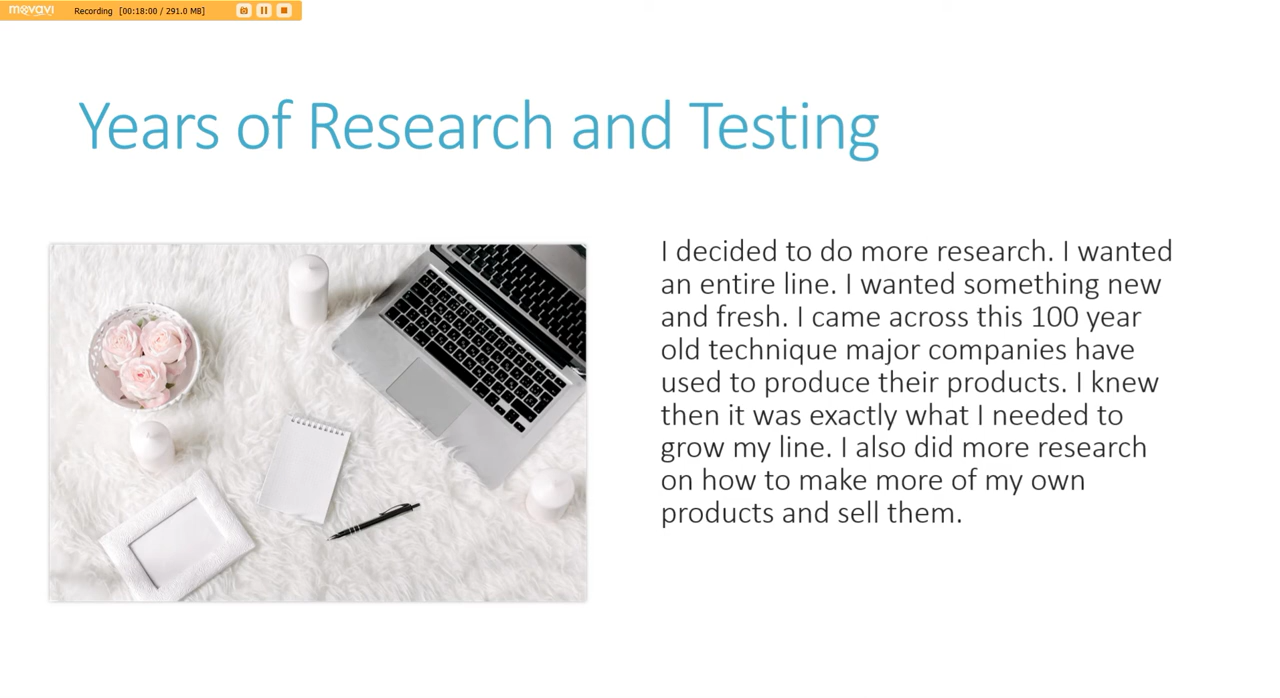 movavi Recording [00:18:00 / 291.0 MB]
Years of Research and Testing
I decided to do more research. I wanted
an entire line. I wanted something new
and fresh. I came across this 100 year
old technique major companies have
used to produce their products. I knew
then it was exactly what I needed to
grow my line. I also did more research
on how to make more of my own
products and sell them.